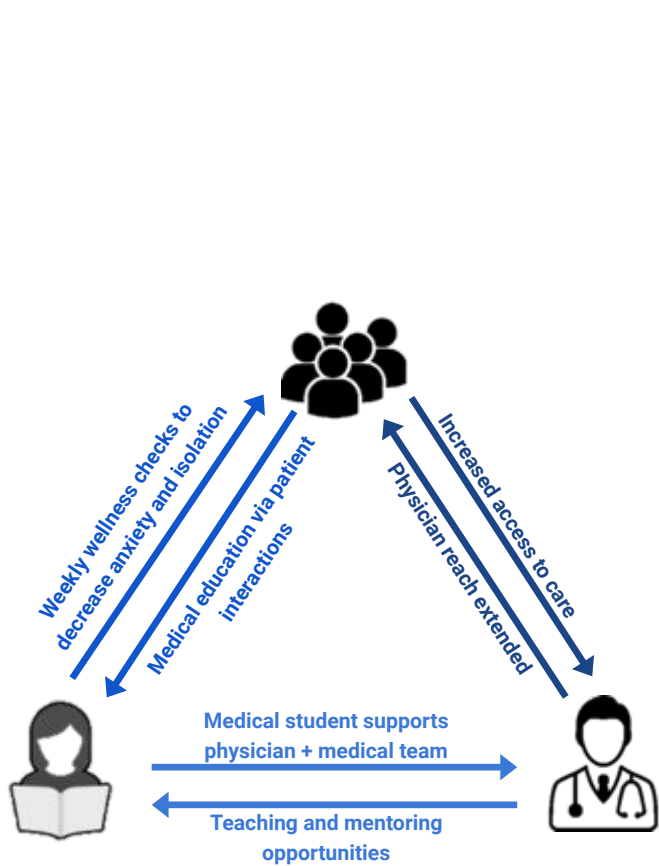 Weekly wellness checks to
decrease anxiety and isolation
Medical education via patient
interactions
Increased access to care
Physician reach extended
Medical student supports
physician + medical team
Teaching and mentoring
opportunities